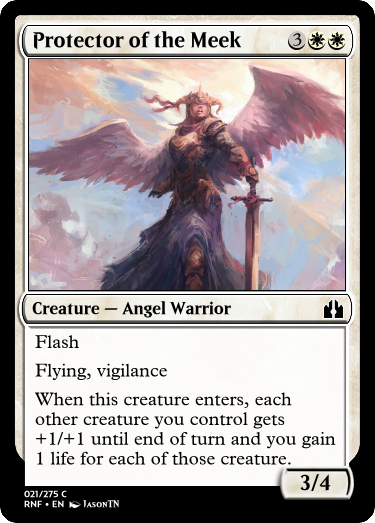 Protector of the Meek 3
Creature — Angel Warrior
Flash
Flying, vigilance
When this creature enters, each
other creature you control gets
+1/+1 until end of turn and you gain
1 life for each of those creature.
3/4
021/275 C
RNF • EN JASONTN